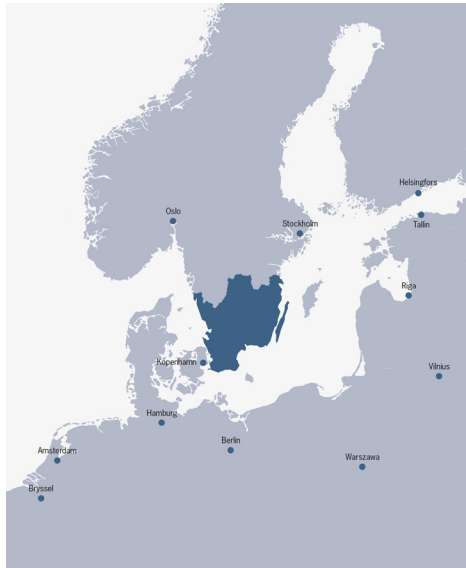 Helsingfors
Oslo
Stockholm
Tallin
Riga
Köpenhamn
Vilnius
Hamburg
Berlin
Amsterdam
Warszawa
Bryssel